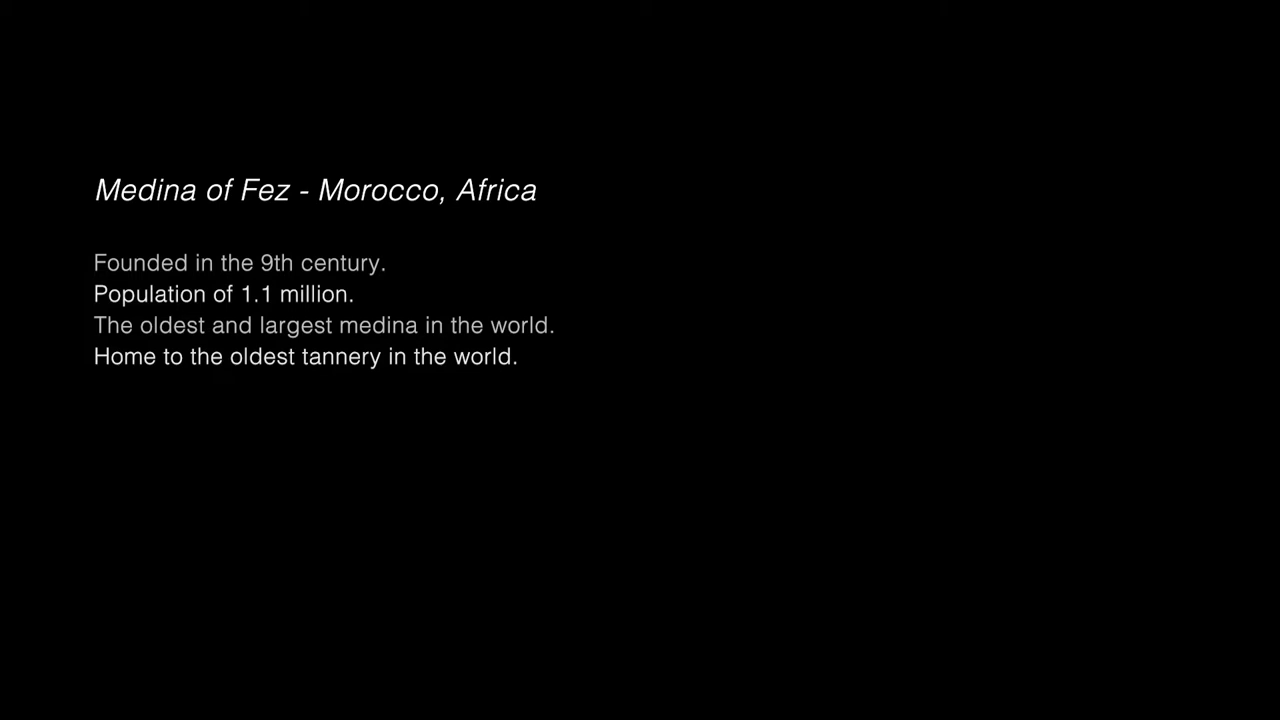 Medina of Fez - Morocco, Africa
Founded in the 9th century.
Population of 1.1 million.
The oldest and largest medina in the world.
Home to the oldest tannery in the world.